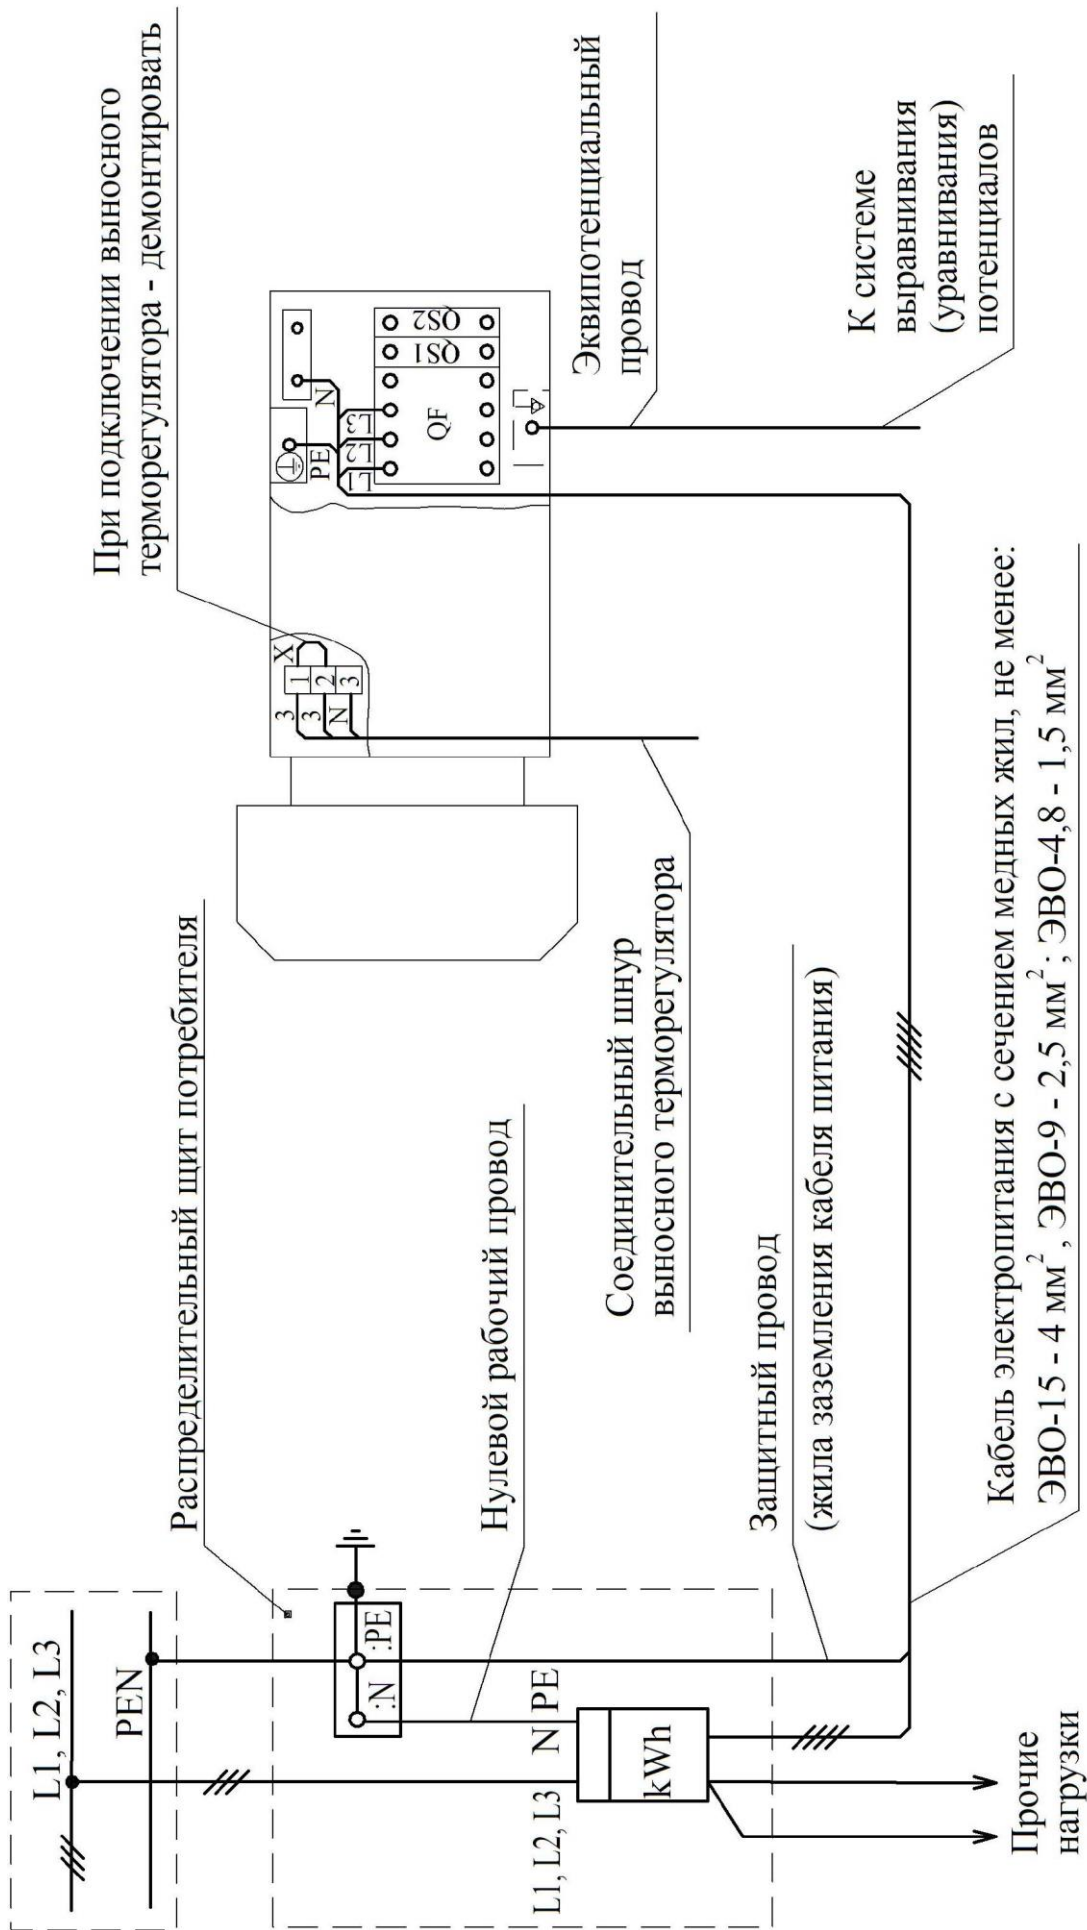 L1, L2, L3
PEN
Распределительный щит потребителя
При подключении выносного
терморегулятора - демонтировать
:N
:PE
L1, L2, L3
N
PE
kWh
Прочие
нагрузки
Нулевой рабочий провод
Защитный провод
(жила заземления кабеля питания)
Соединительный шнур
выносного терморегулятора
3
3
N
X
1
2
3
PE
N
L1
L2
L3
QF
QS1
QS2
Эквипотенциальный
провод
К системе
выравнивания
(уравнивания)
потенциалов
Кабель электропитания с сечением медных жил, не менее:
ЭВО-15 - 4 мм², ЭВО-9 - 2,5 мм²; ЭВО-4,8 - 1,5 мм²